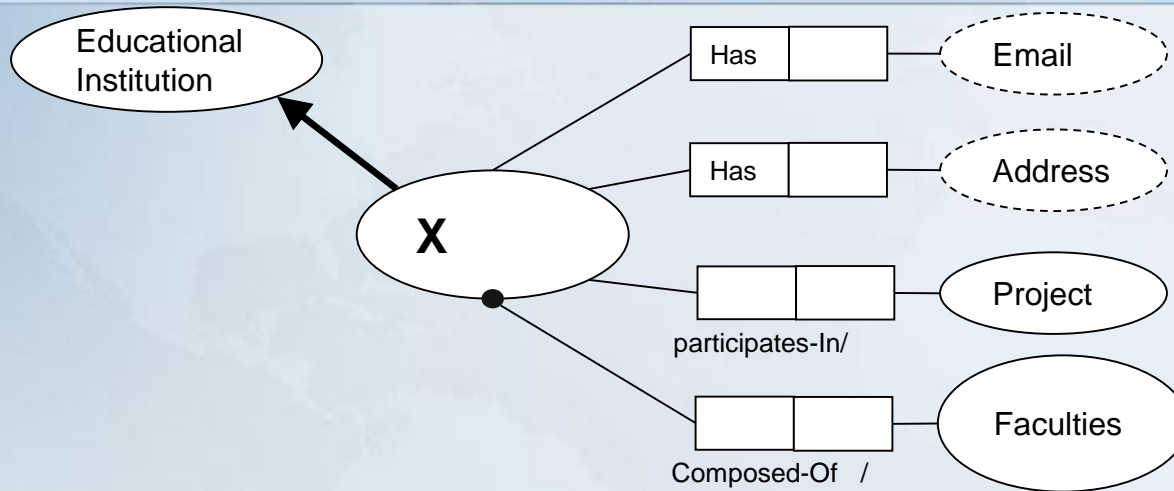 Educational
Institution
Has
Email
Has
Address
X
Project
participates-In/
Faculties
Composed-Of /